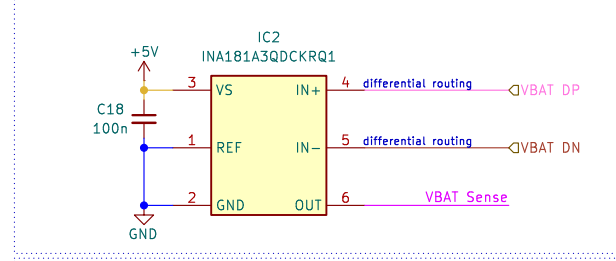 IC2
INA181A3QDCKRQ1
+5V
3 VS IN+ 4 differential routing VBAT DP
C18
100n
1 REF IN- 5 differential routing VBAT DN
2 GND OUT 6 VBAT Sense
GND